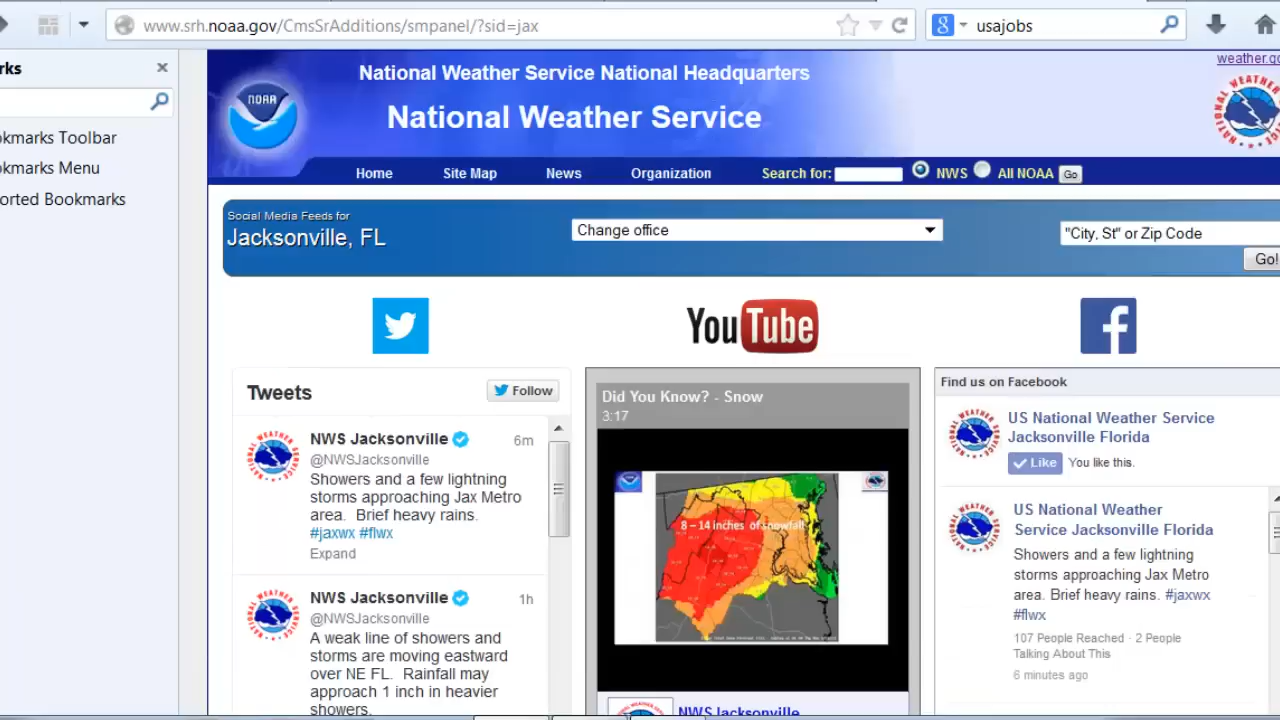 www.srh.noaa.gov/CmsSrAdditions/smpanel/?sid=jax
usajobs
rks
okmarks Toolbar
okmarks Menu
orted Bookmarks
weather.go
NOAA
National Weather Service National Headquarters
National Weather Service
Home Site Map News Organization Search for: NWS All NOAA Go
Social Media Feeds for
Jacksonville, FL
Change office
"City, St" or Zip Code
Go!
YouTube
Tweets
Follow
NWS Jacksonville 6m
@NWSJacksonville
Showers and a few lightning
storms approaching Jax Metro
area. Brief heavy rains.
#jaxwx #flwx
Expand
NWS Jacksonville 1h
@NWSJacksonville
A weak line of showers and
storms are moving eastward
over NE FL. Rainfall may
approach 1 inch in heavier
showers.
Did You Know? - Snow
3:17
8 – 14 inches of snowfall
NWSJacksonville
Find us on Facebook
US National Weather Service
Jacksonville Florida
Like You like this.
US National Weather
Service Jacksonville Florida
Showers and a few lightning
storms approaching Jax Metro
area. Brief heavy rains. #jaxwx
#flwx
107 People Reached · 2 People
Talking About This
6 minutes ago